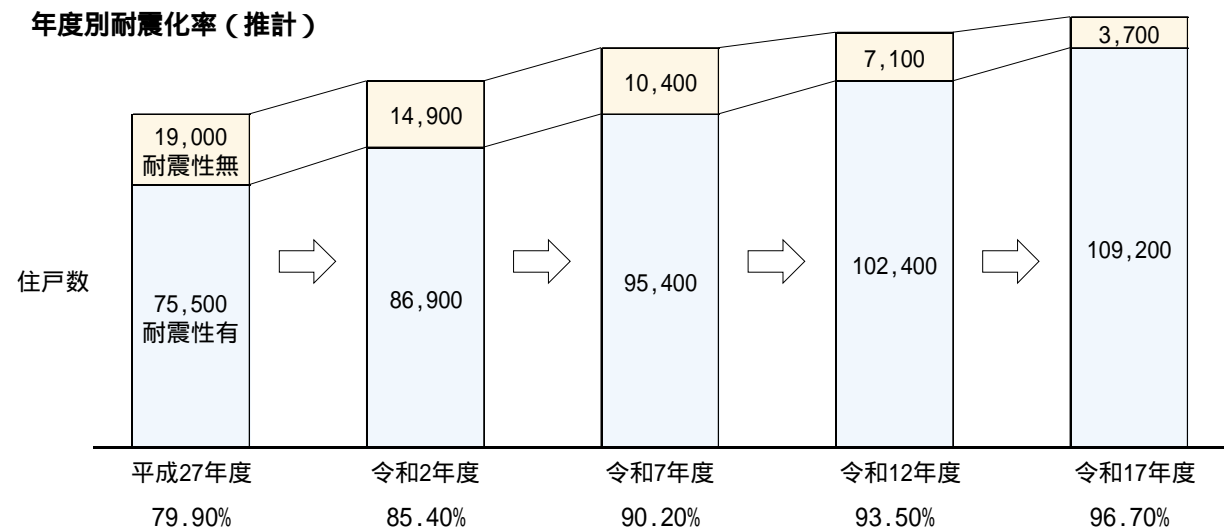 年度別耐震化率(推計)
19,000
耐震性無
14,900
10,400
7,100
3,700
住戸数
75,500
耐震性有
86,900
95,400
102,400
109,200
平成27年度
令和2年度
令和7年度
令和12年度
令和17年度
79.90%
85.40%
90.20%
93.50%
96.70%